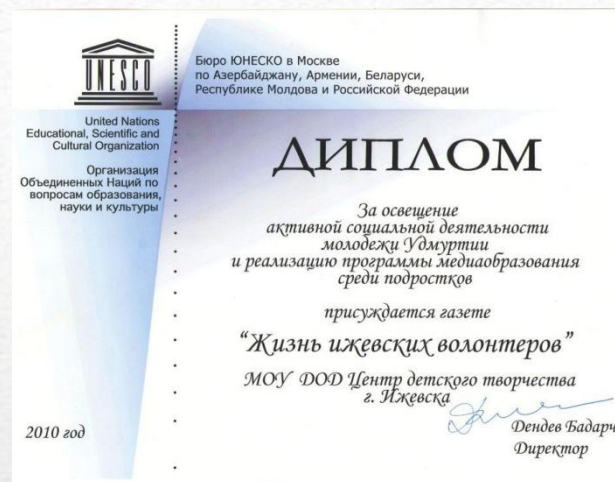 UNESCO
United Nations
Educational, Scientific and
Cultural Organization
Организация
Объединенных Наций по
вопросам образования,
науки и культуры
Бюро ЮНЕСКО в Москве
по Азербайджану, Армении, Беларуси,
Республике Молдова и Российской Федерации
ДИПЛОМ
За освещение
активной социальной деятельности
молодежи Удмуртии
и реализацию программы медиаобразования
среди подростков
присуждается газете
“Жизнь ижевских волонтеров”
МОУ ДОД Центр детского творчества
г. Ижевска
Дендев Бадарч
Директор
2010 год